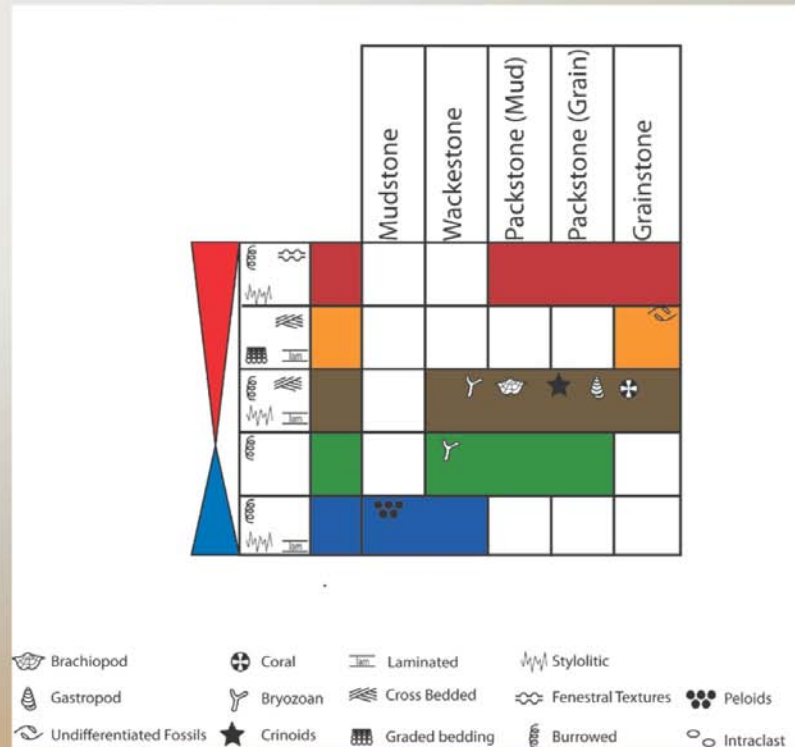 Mudstone
Wackestone
Packstone (Mud)
Packstone (Grain)
Grainstone
lam
lam
lam
Brachiopod
Coral
lam
Laminated
Stylolitic
Gastropod
Bryozoan
Cross Bedded
Fenestral Textures
Peloids
Undifferentiated Fossils
Crinoids
Graded bedding
Burrowed
Intraclast